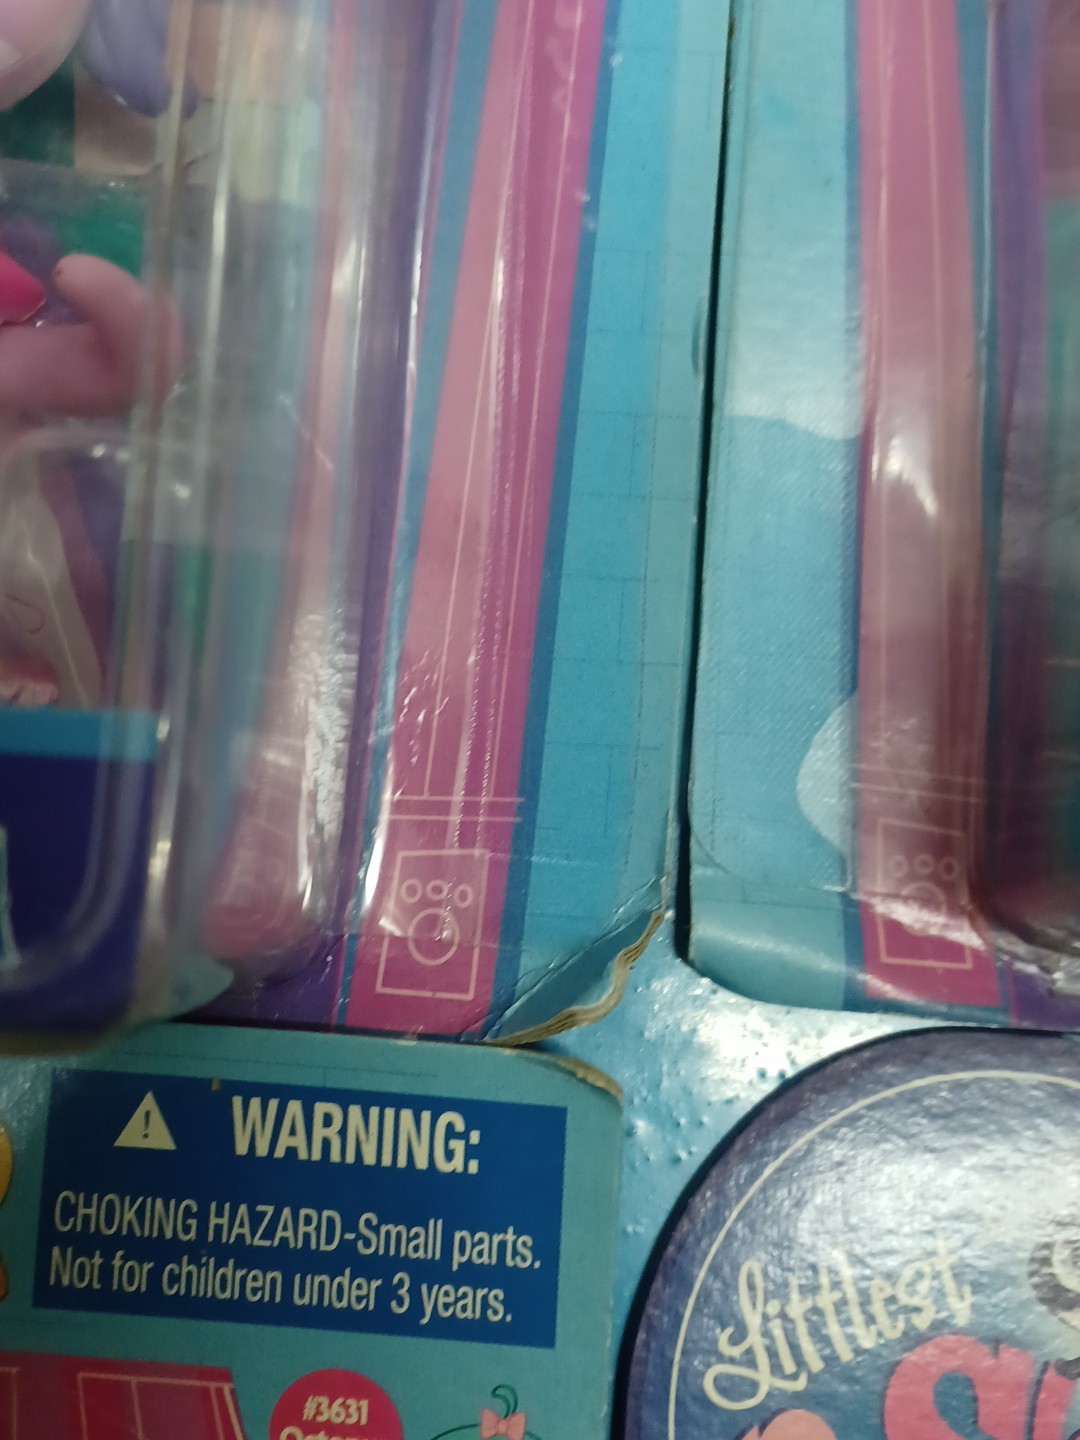 WARNING:
CHOKING HAZARD-Small parts.
Not for children under 3 years.
#3631
Littlest